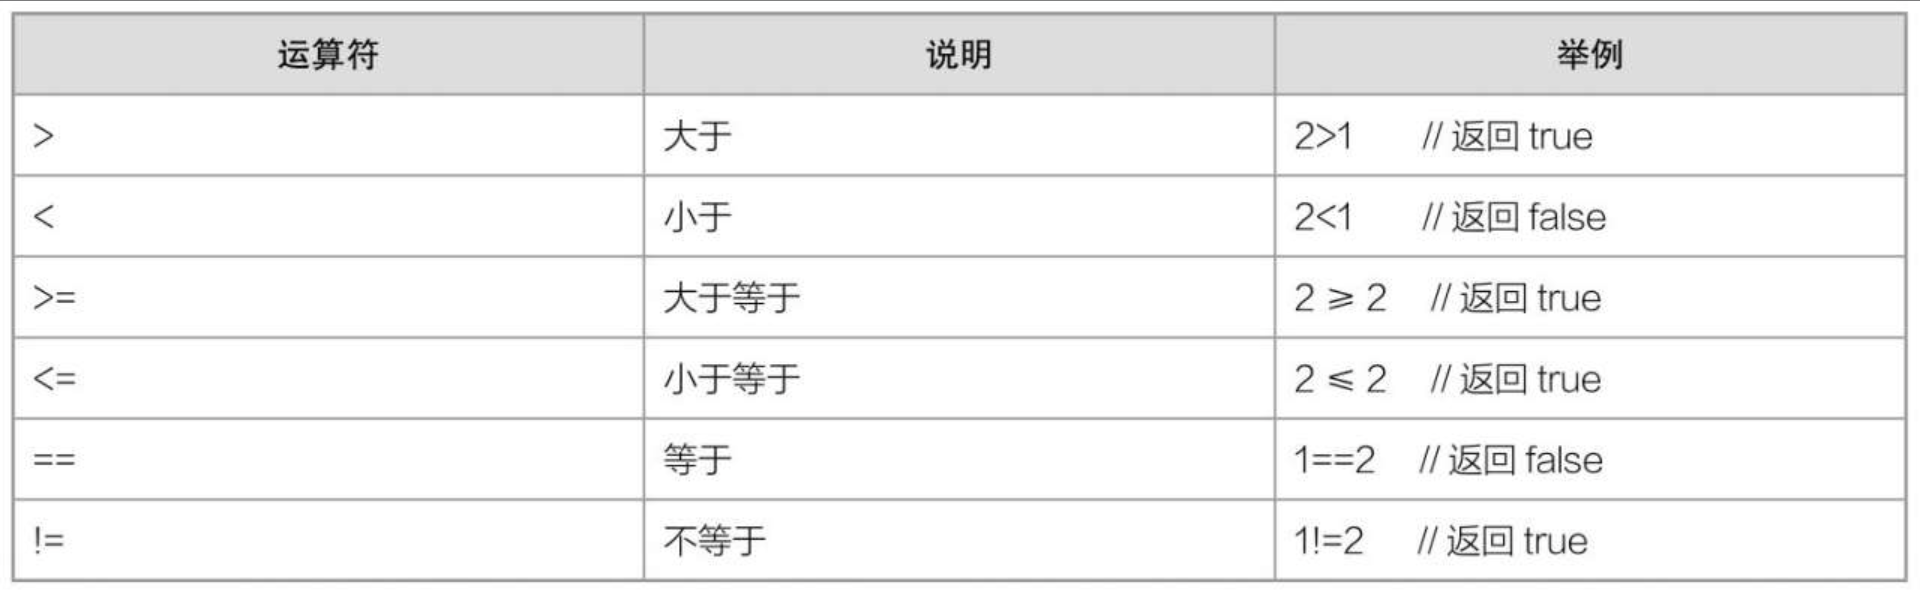 运算符 说明 举例
> 大于 2>1 // 返回 true
< 小于 2<1 // 返回 false
>= 大于等于 2 ⩾ 2 // 返回 true
<= 小于等于 2 ⩽ 2 // 返回 true
== 等于 1==2 // 返回 false
!= 不等于 1!=2 // 返回 true